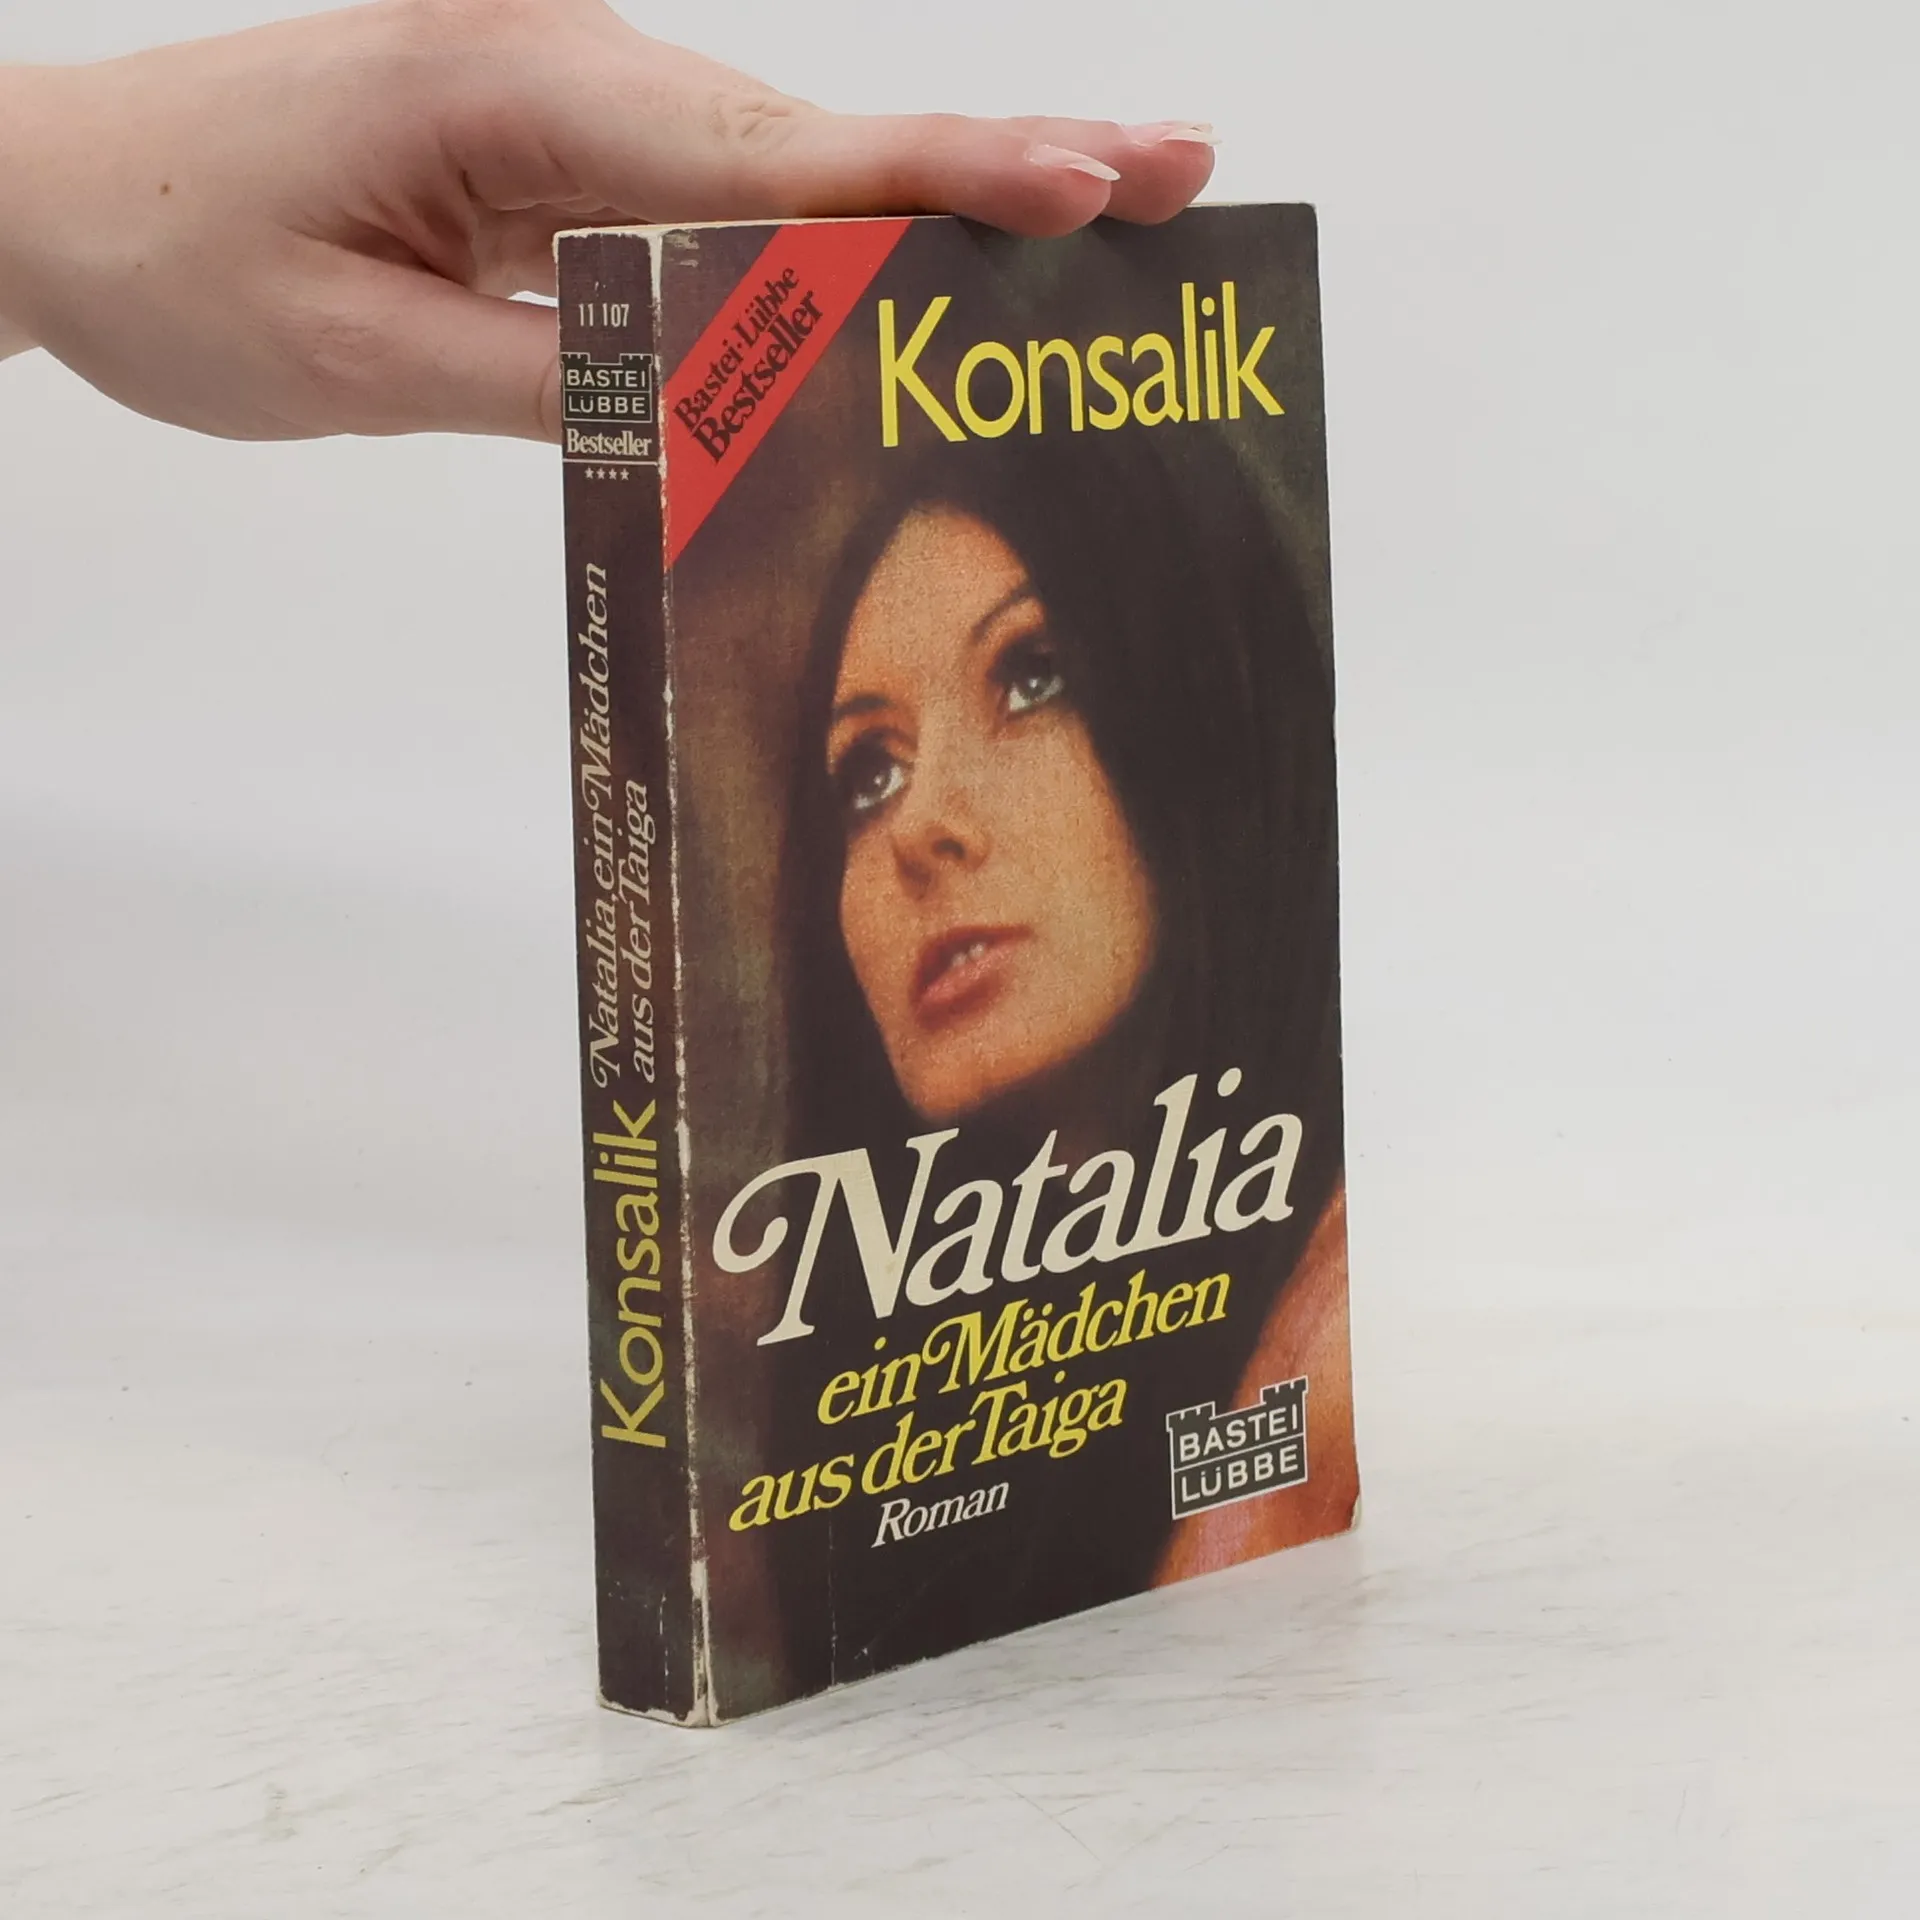 11 107
BASTEI
LÜBBE
Bestseller
Natalia, ein Mädchen
aus der Taiga
Konsalik
Bastei·Lübbe
Bestseller
Konsalik
Natalia
ein Mädchen
aus der Taiga
Roman
BASTEI
LÜBBE